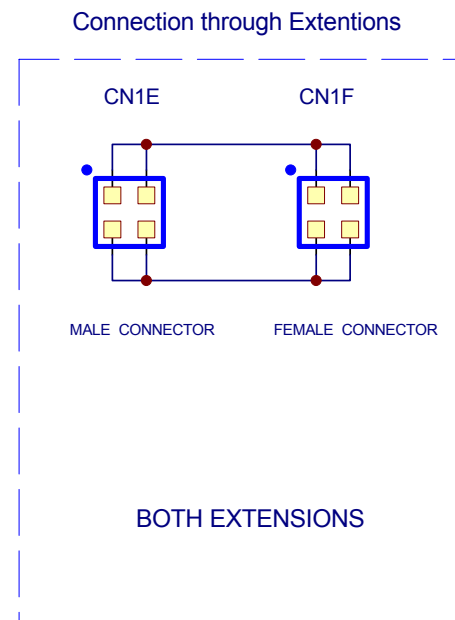 Connection through Extentions
CN1E CN1F
MALE CONNECTOR FEMALE CONNECTOR
BOTH EXTENSIONS